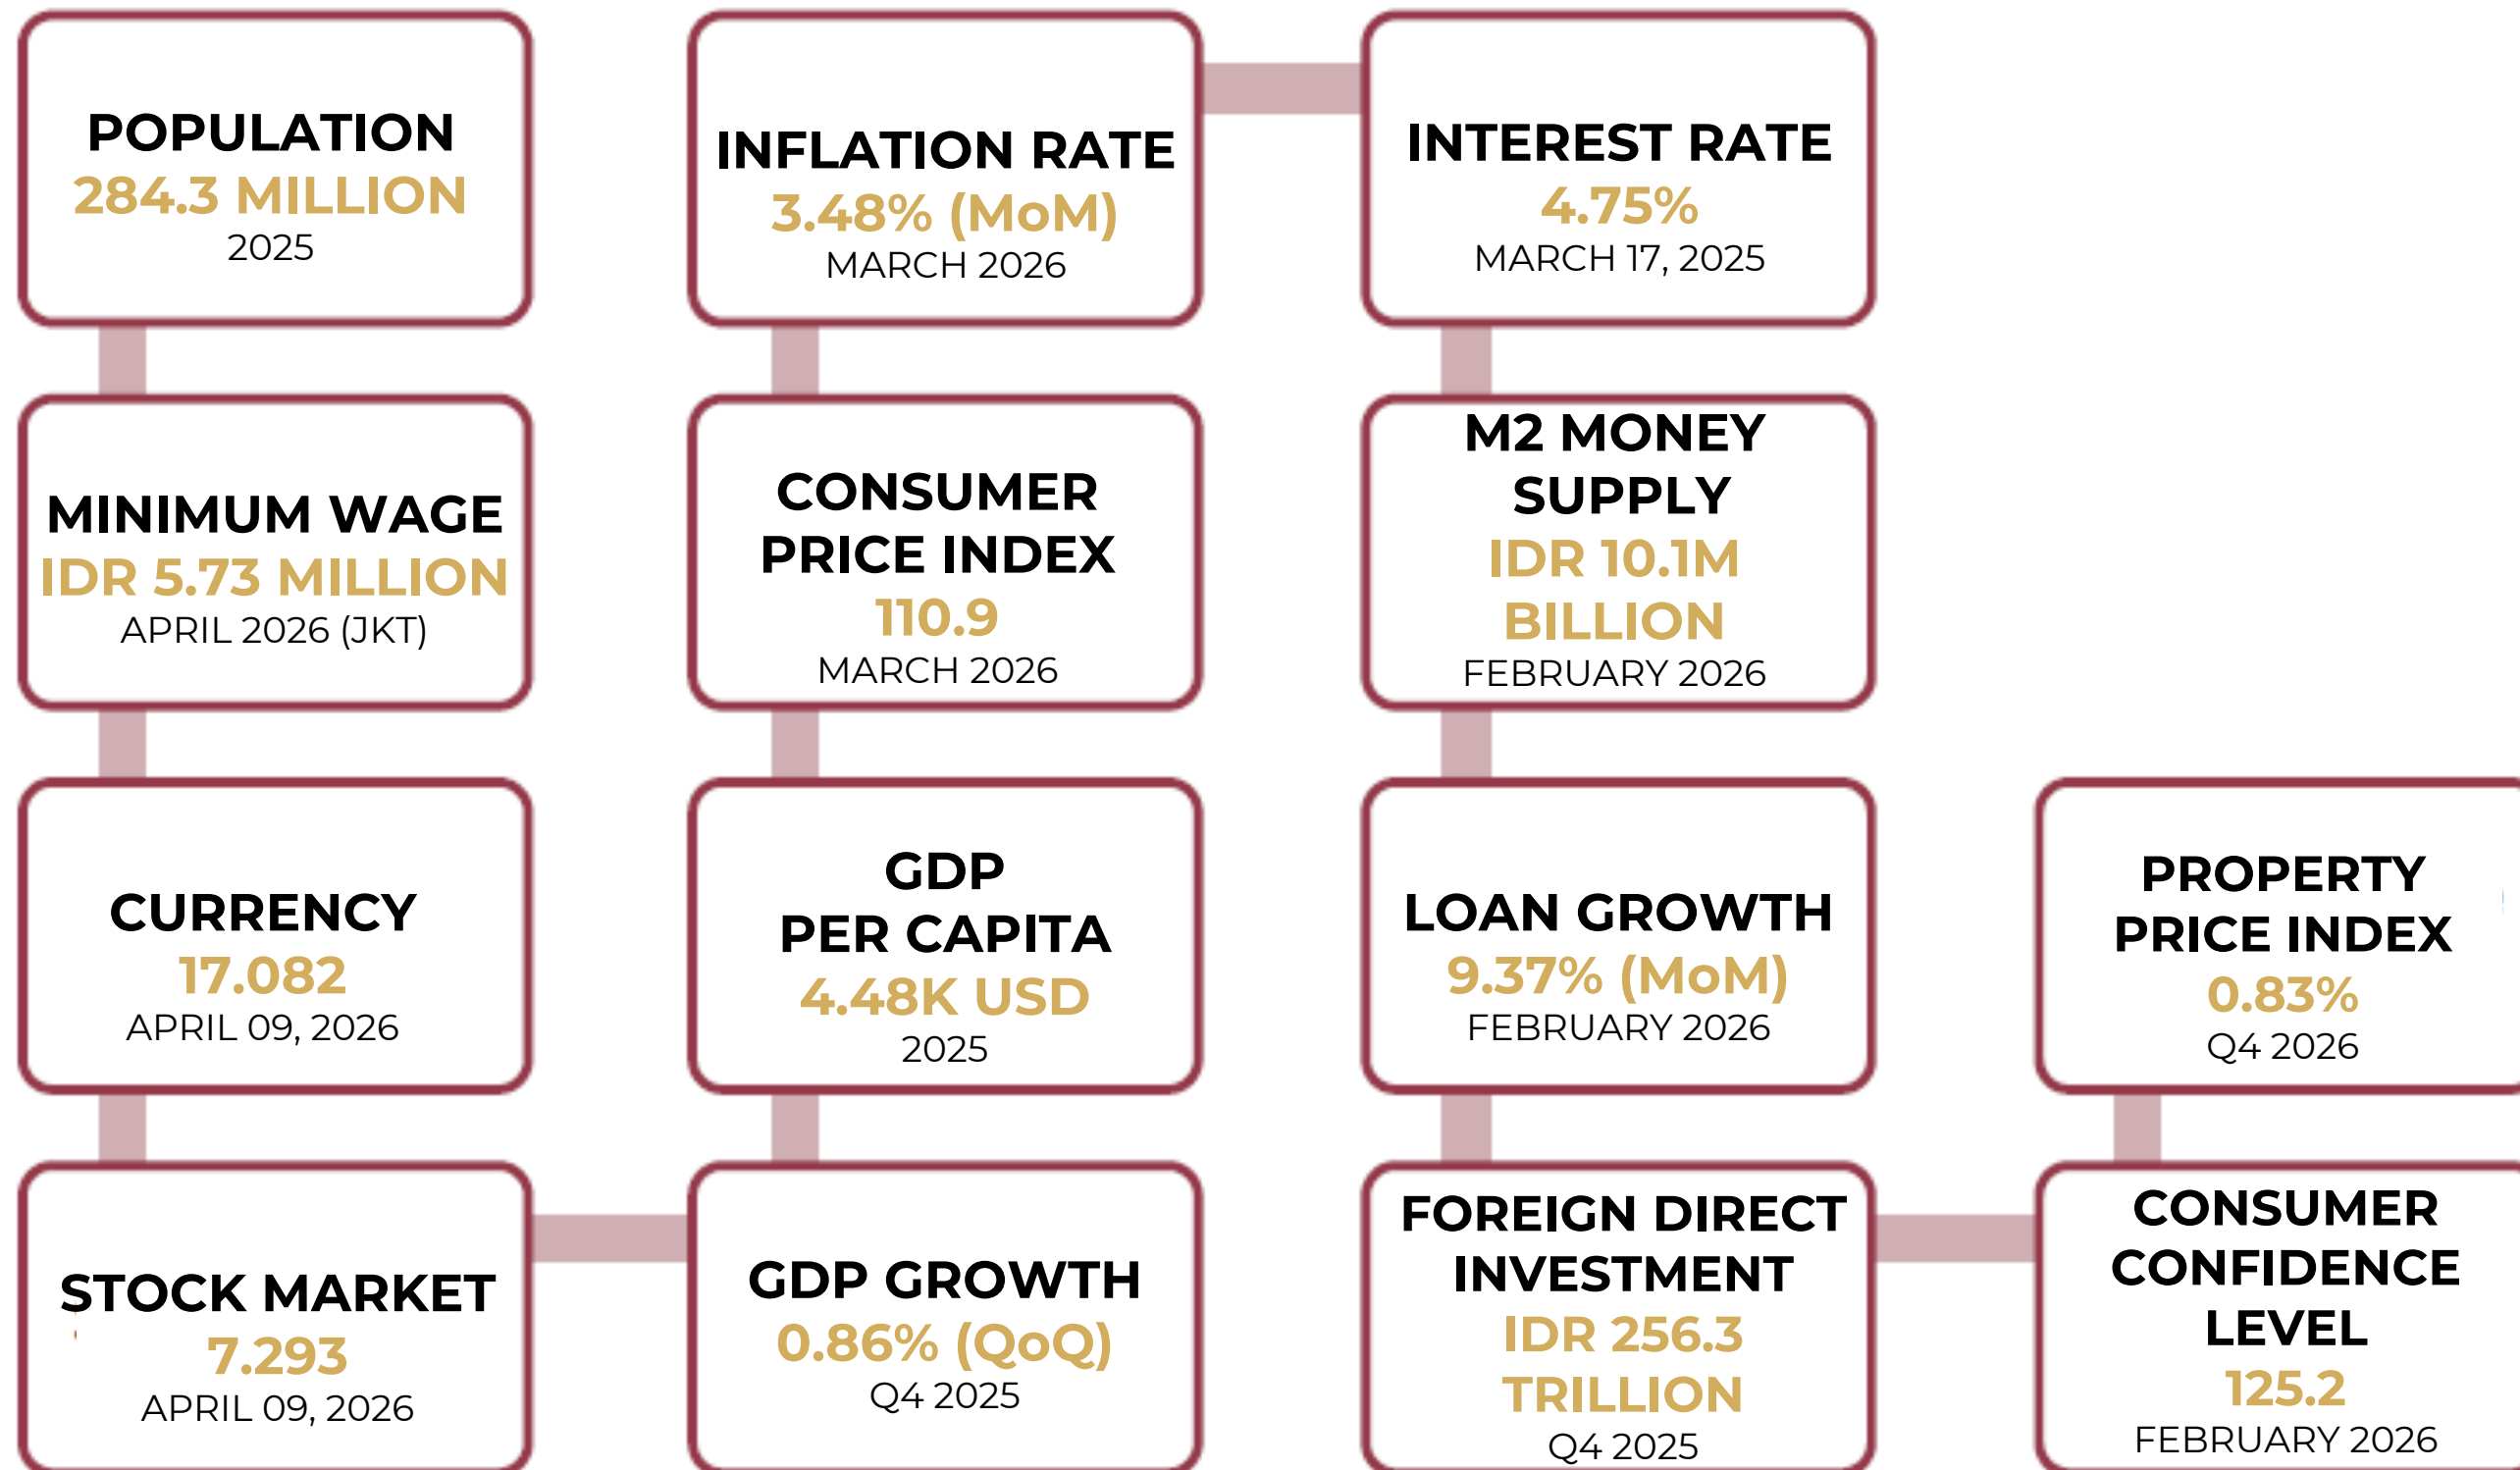 POPULATION
284.3 MILLION
2025
MINIMUM WAGE
IDR 5.73 MILLION
APRIL 2026 (JKT)
CURRENCY
17.082
APRIL 09, 2026
STOCK MARKET
7.293
APRIL 09, 2026
GDP GROWTH
0.86% (QoQ)
Q4 2025
GDP
PER CAPITA
4.48K USD
2025
CONSUMER
PRICE INDEX
110.9
MARCH 2026
INFLATION RATE
3.48% (MoM)
MARCH 2026
INTEREST RATE
4.75%
MARCH 17, 2025
M2 MONEY
SUPPLY
IDR 10.1M
BILLION
FEBRUARY 2026
LOAN GROWTH
9.37% (MoM)
FEBRUARY 2026
FOREIGN DIRECT
INVESTMENT
IDR 256.3
TRILLION
Q4 2025
CONSUMER
CONFIDENCE
LEVEL
125.2
FEBRUARY 2026
PROPERTY
PRICE INDEX
0.83%
Q4 2026